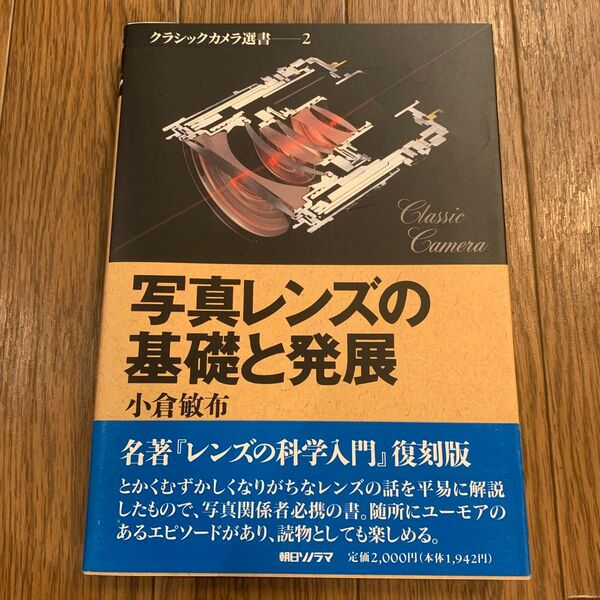 クラシックカメラ選書——2
Classic
Camera
写真レンズの
基礎と発展
小倉敏布
名著『レンズの科学入門』復刻版
とかくむずかしくなりがちなレンズの話を平易に解説
したもので、写真関係者必携の書。随所にユーモアの
あるエピソードがあり、読物としても楽しめる。
朝日ソノラマ 定価2,000円(本体1,942円)